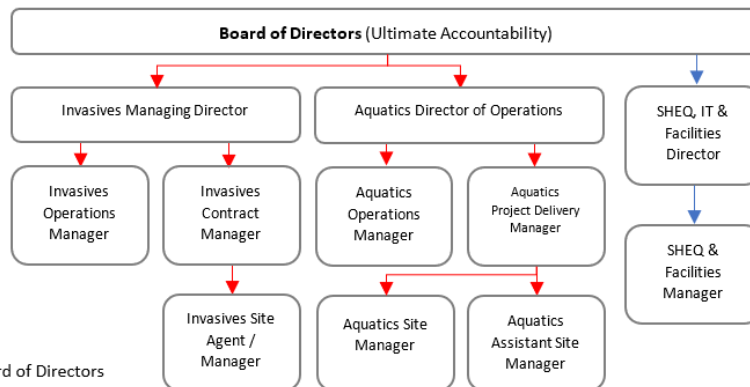 Board of Directors (Ultimate Accountability)
Invasives Managing Director
Aquatics Director of Operations
SHEQ, IT &
Facilities
Director
Invasives
Operations
Manager
Invasives
Contract
Manager
Aquatics
Operations
Manager
Aquatics
Project Delivery
Manager
SHEQ &
Facilities
Manager
Invasives Site
Agent /
Manager
Aquatics Site
Manager
Aquatics
Assistant Site
Manager
rd of Directors